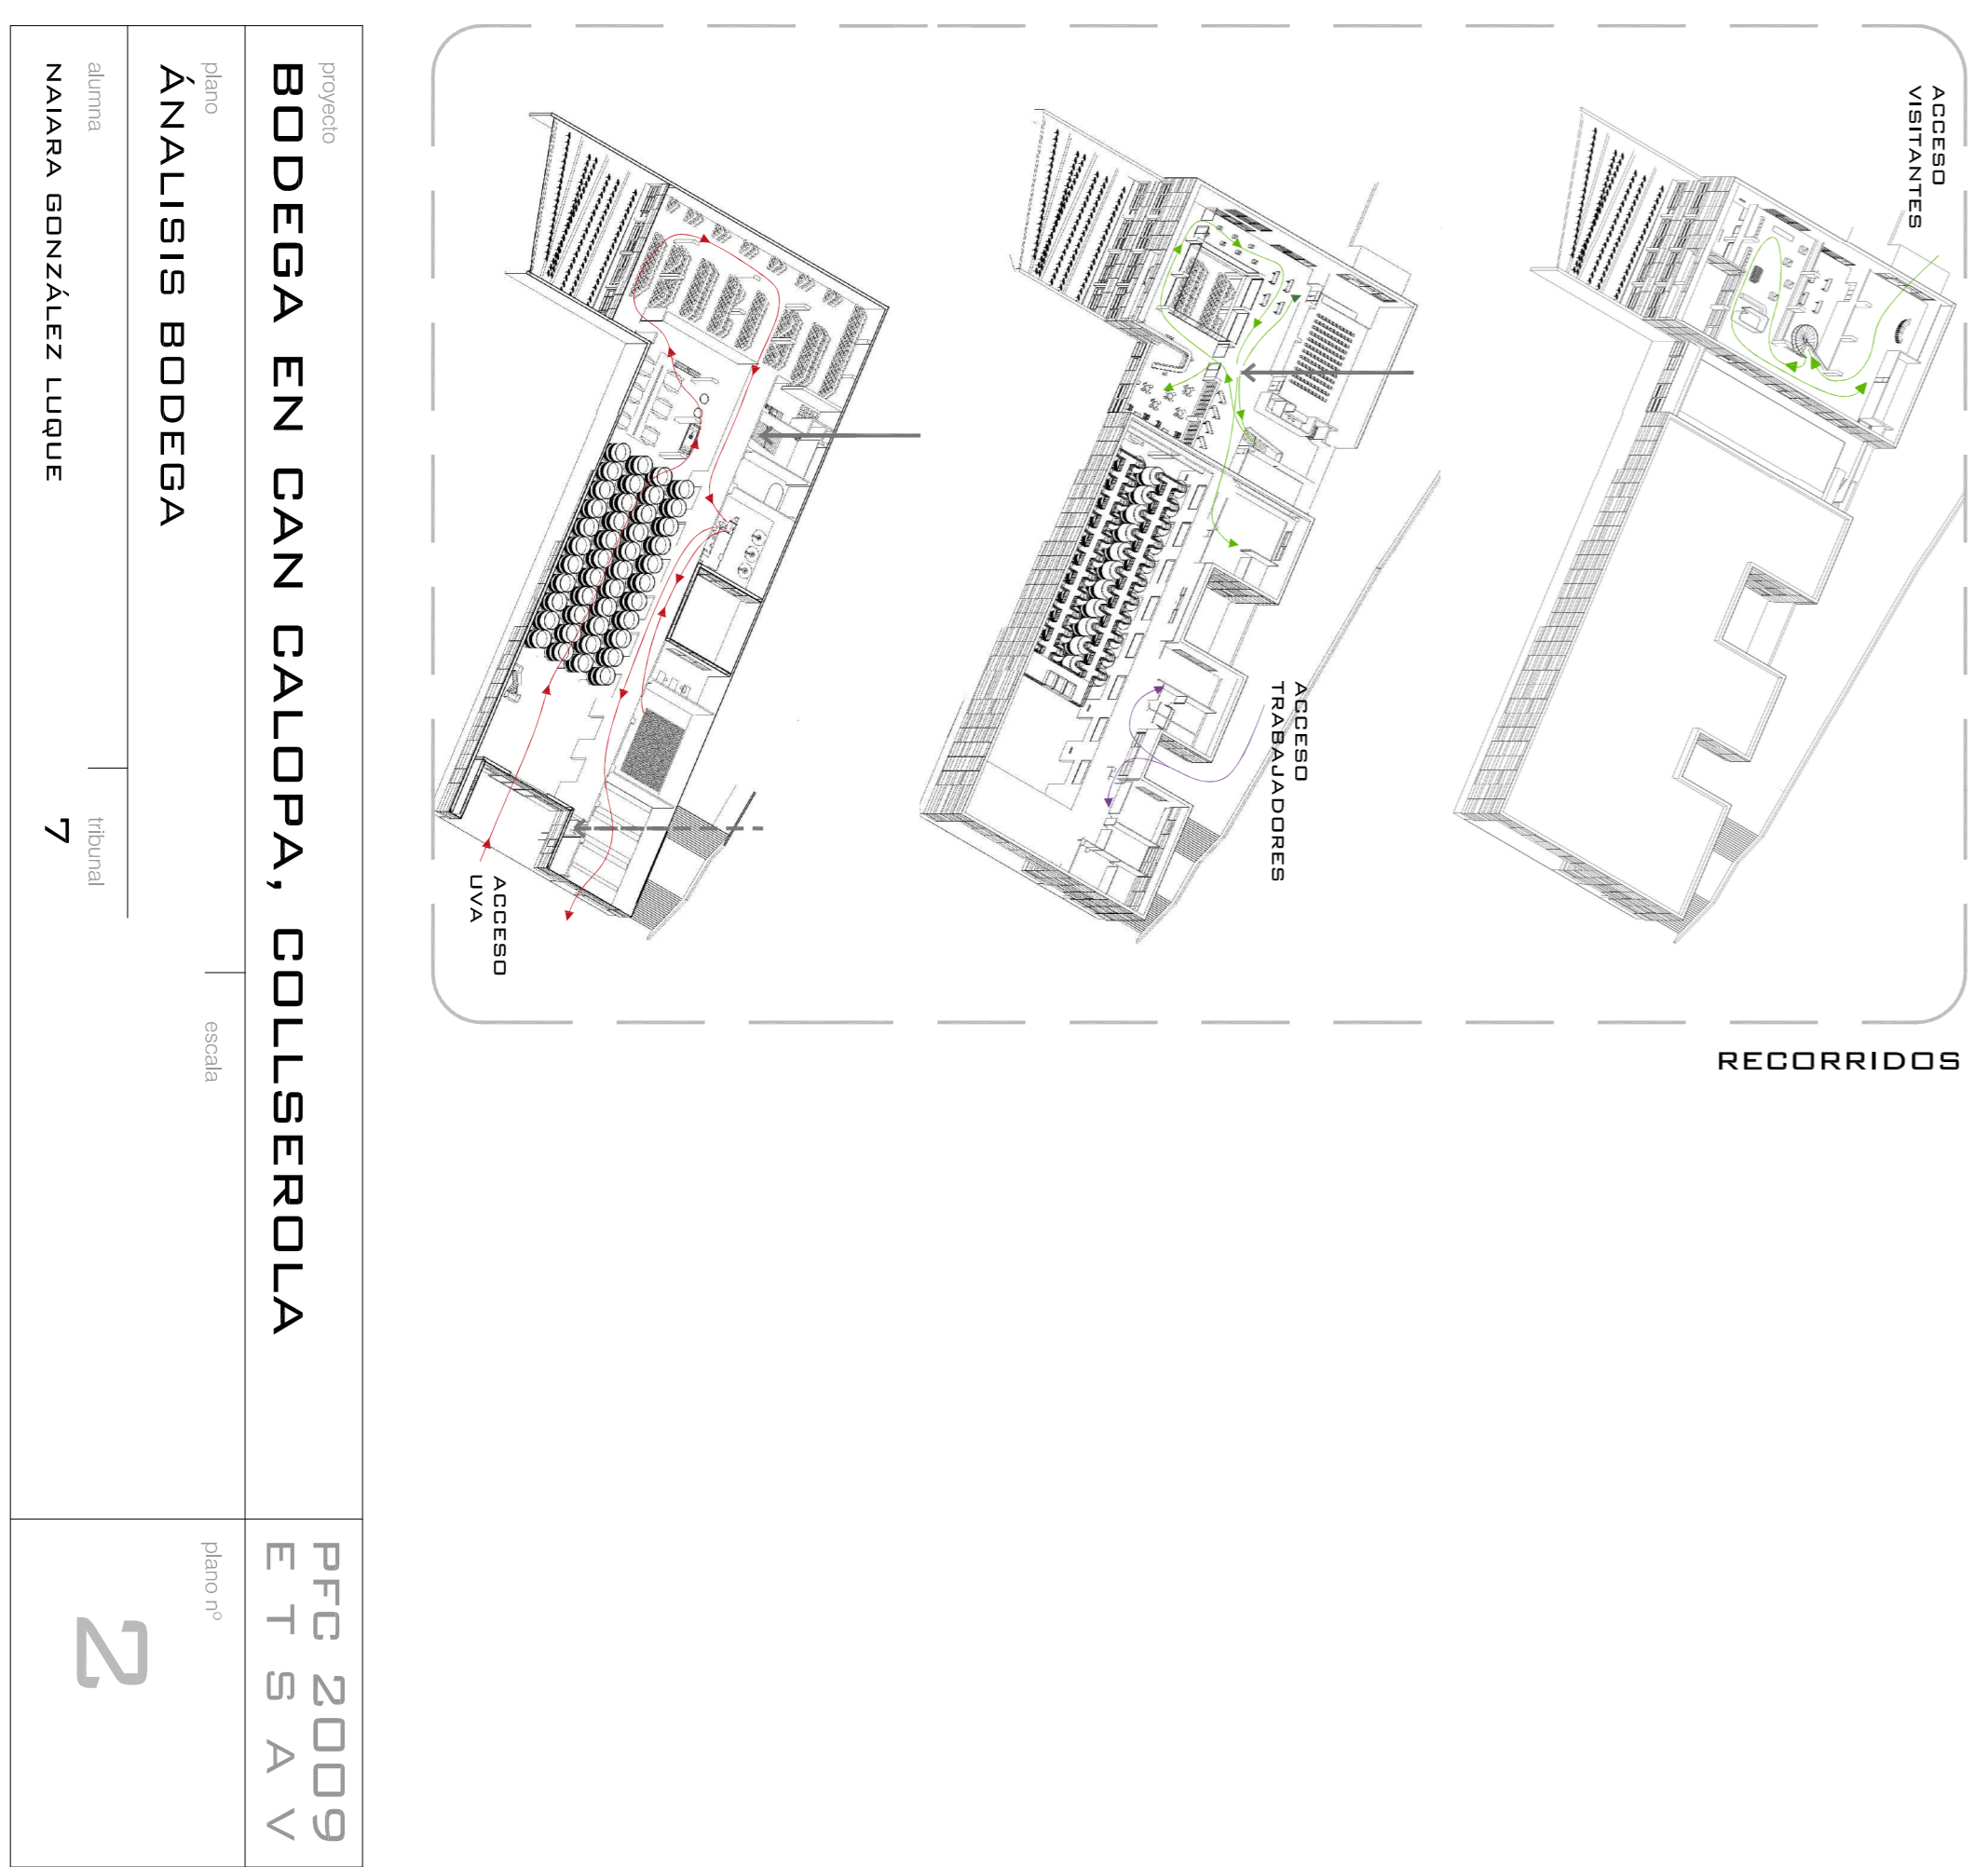 RECORRIDOS
ACCESO
VISITANTES
ACCESO
TRABAJADORES
ACCESO
UVA
proyecto
BODEGA EN CAN CALOPA, COLLSEROLA
PFC 2009
E T S A V
plano
ÁNALISIS BODEGA
escala
plano nº
2
alumna
NAIARA GONZÁLEZ LUQUE
tribunal
7